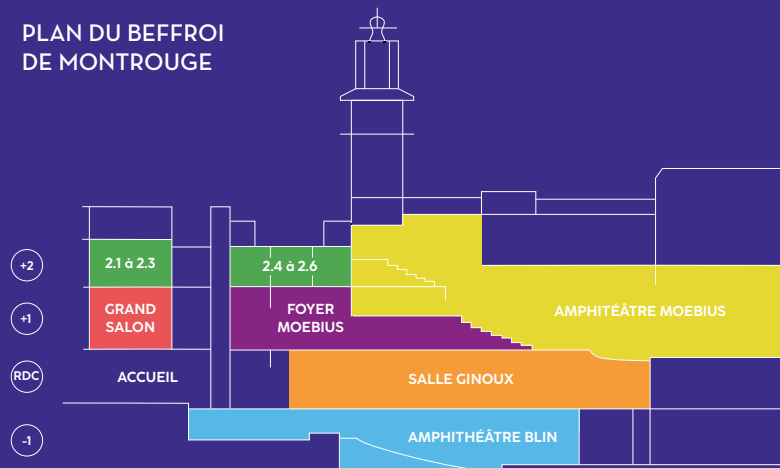 PLAN DU BEFFROI
DE MONTROUGE
+2
2.1 à 2.3
2.4 à 2.6
+1
GRAND
SALON
FOYER
MOEBIUS
AMPHITÉÂTRE MOEBIUS
RDC
ACCUEIL
SALLE GINOUX
-1
AMPHITHÉÂTRE BLIN